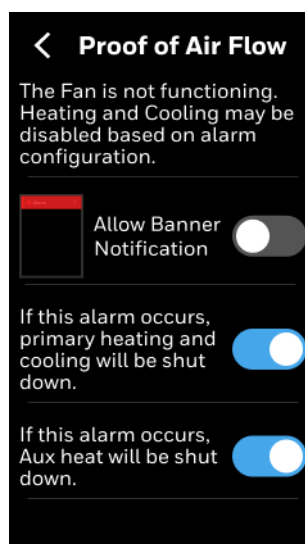 Proof of Air Flow
The Fan is not functioning.
Heating and Cooling may be
disabled based on alarm
configuration.
Allow Banner
Notification
If this alarm occurs,
primary heating and
cooling will be shut
down.
If this alarm occurs,
Aux heat will be shut
down.